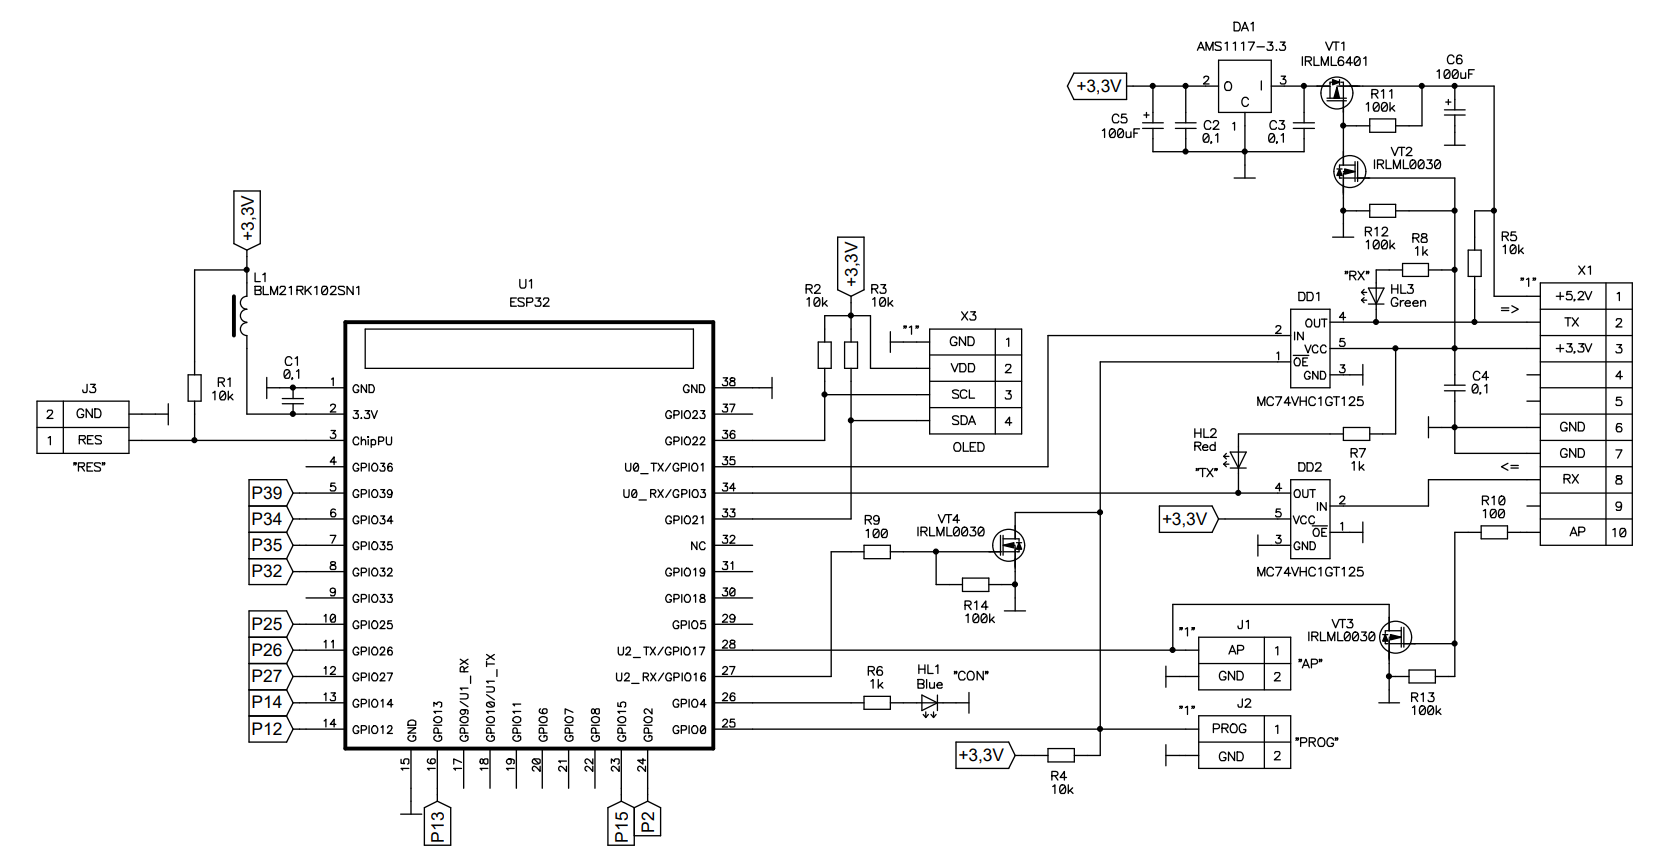 DA1
AMS1117-3.3
VT1
IRLML6401
C6
100uF
+3,3V
2
O
I
3
C
1
C5
100uF
+
C2
0,1
C3
0,1
R11
100k
+
VT2
IRLML0030
R12
100k
R8
1k
R5
10k
"RX"
HL3
Green
"1"
X1
+5,2V
1
=>
TX
2
+3,3V
3
4
5
GND
6
GND
7
<=
RX
8
9
AP
10
DD1
2
IN
OUT
4
VCC
5
1
OE
GND
3
MC74VHC1GT125
C4
0,1
HL2
Red
"TX"
R7
1k
DD2
4
OUT
IN
2
+3,3V
5
VCC
OE
1
3
GND
MC74VHC1GT125
R10
100
+3,3V
L1
BLM21RK102SN1
R1
10k
C1
0,1
J3
2
GND
1
RES
"RES"
U1
ESP32
1
GND
2
3.3V
3
ChipPU
4
GPIO36
P39
5
GPIO39
P34
6
GPIO34
P35
7
GPIO35
P32
8
GPIO32
9
GPIO33
P25
10
GPIO25
P26
11
GPIO26
P27
12
GPIO27
P14
13
GPIO14
P12
14
GPIO12
GND
15
GPIO13
16
P13
GPIO9/U1_RX
17
GPIO10/U1_TX
18
GPIO11
19
GPIO6
20
GPIO7
21
GPIO8
22
GPIO15
23
P15
GPIO2
24
P2
GND
38
GPIO23
37
GPIO22
36
U0_TX/GPIO1
35
U0_RX/GPIO3
34
GPIO21
33
NC
32
GPIO19
31
GPIO18
30
GPIO5
29
U2_TX/GPIO17
28
U2_RX/GPIO16
27
GPIO4
26
GPIO0
25
+3,3V
R2
10k
R3
10k
X3
"1"
GND
1
VDD
2
SCL
3
SDA
4
OLED
R9
100
VT4
IRLML0030
R14
100k
R6
1k
HL1
Blue
"CON"
+3,3V
R4
10k
"1"
J1
AP
1
GND
2
"AP"
"1"
J2
PROG
1
GND
2
"PROG"
VT3
IRLML0030
R13
100k